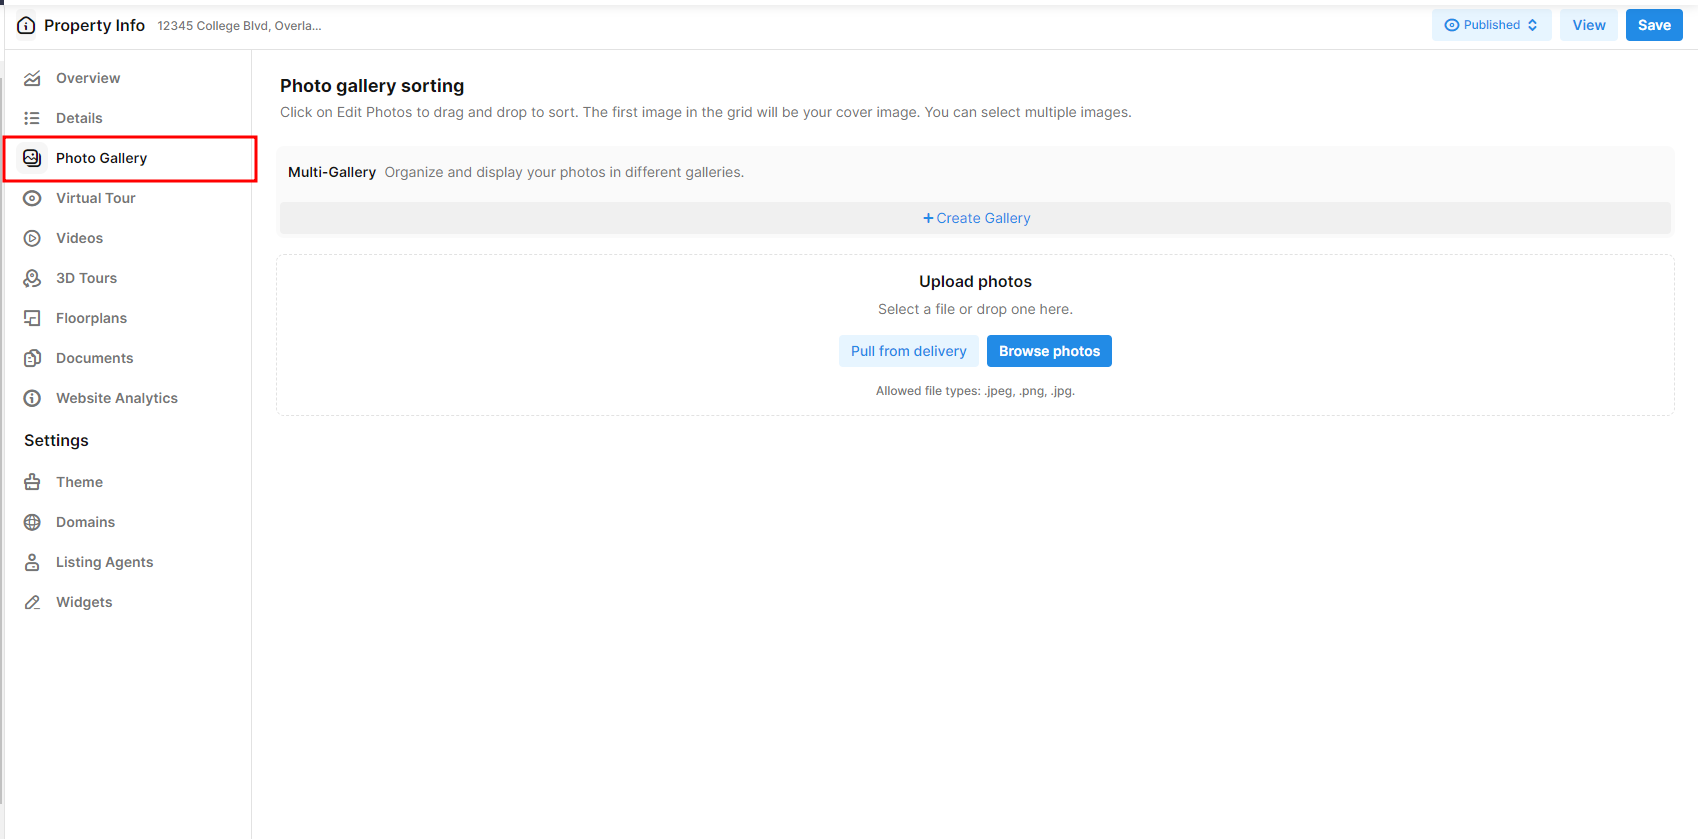 Property Info 12345 College Blvd, Overla...
Published
View
Save
Overview
Details
Photo Gallery
Virtual Tour
Videos
3D Tours
Floorplans
Documents
Website Analytics
Settings
Theme
Domains
Listing Agents
Widgets
Photo gallery sorting
Click on Edit Photos to drag and drop to sort. The first image in the grid will be your cover image. You can select multiple images.
Multi-Gallery Organize and display your photos in different galleries.
+ Create Gallery
Upload photos
Select a file or drop one here.
Pull from delivery
Browse photos
Allowed file types: .jpeg, .png, .jpg.